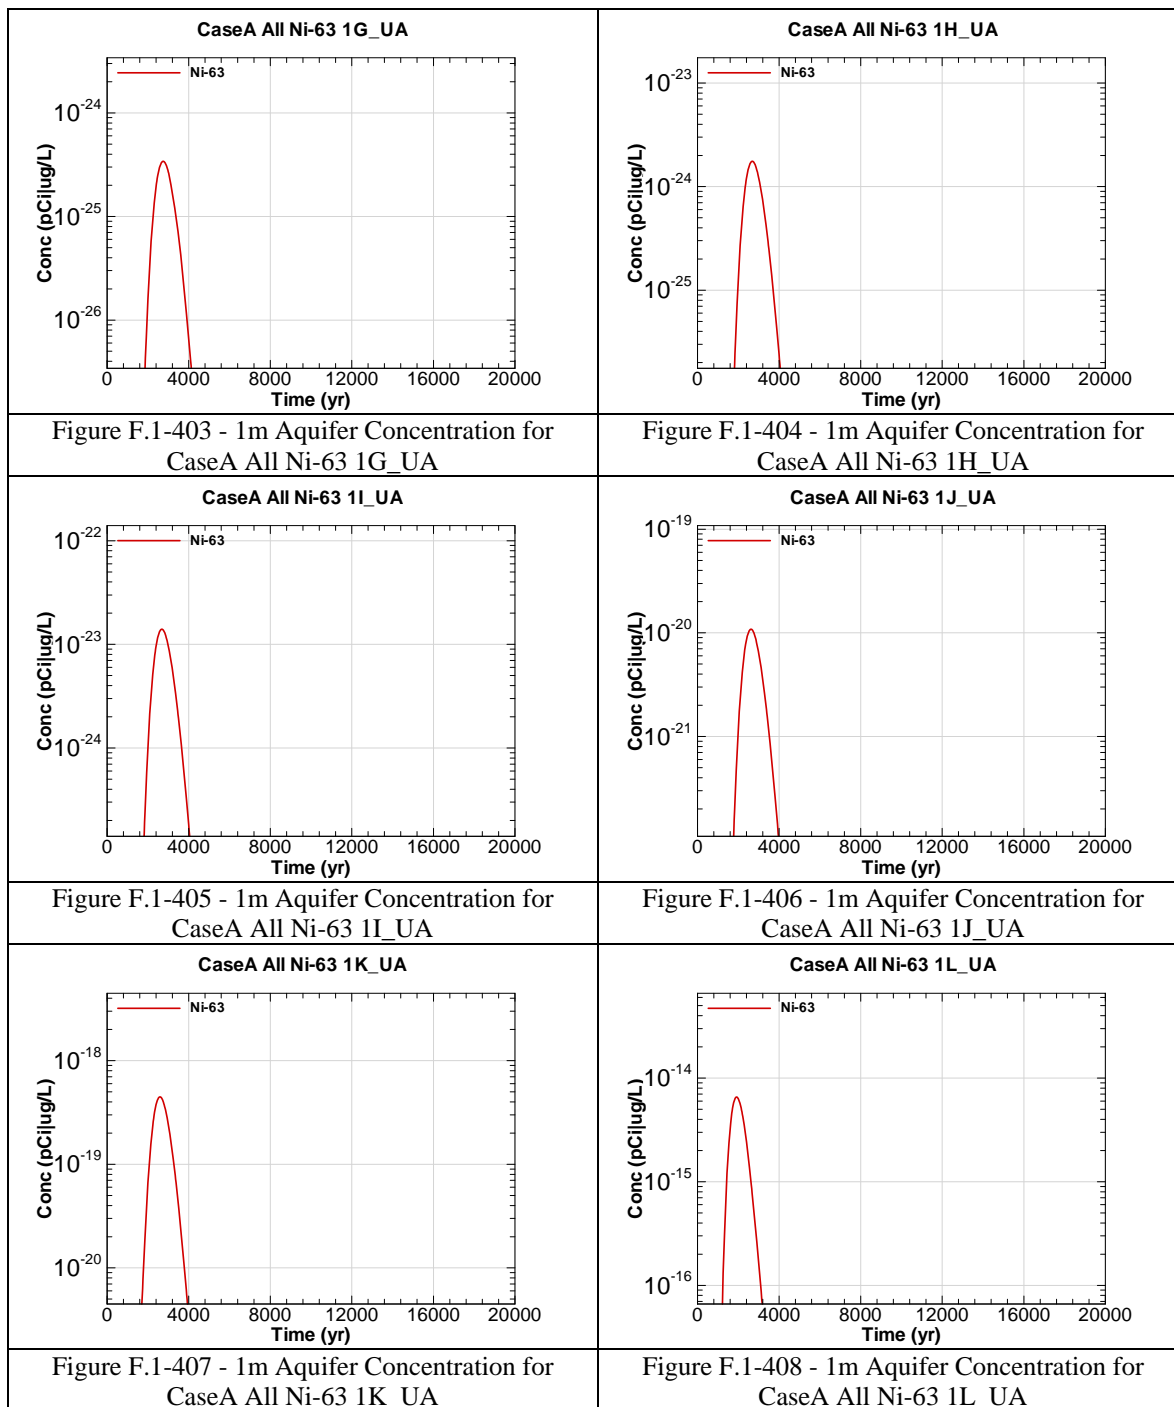 CaseA All Ni-63 1G_UA
Ni-63
10-24
10-25
10-26
Conc (pCi|ug/L)
0 4000 8000 12000 16000 20000
Time (yr)
Figure F.1-403 - 1m Aquifer Concentration for
CaseA All Ni-63 1G_UA
CaseA All Ni-63 1H_UA
Ni-63
10-23
10-24
10-25
Conc (pCi|ug/L)
0 4000 8000 12000 16000 20000
Time (yr)
Figure F.1-404 - 1m Aquifer Concentration for
CaseA All Ni-63 1H_UA
CaseA All Ni-63 1I_UA
Ni-63
10-22
10-23
10-24
Conc (pCi|ug/L)
0 4000 8000 12000 16000 20000
Time (yr)
Figure F.1-405 - 1m Aquifer Concentration for
CaseA All Ni-63 1I_UA
CaseA All Ni-63 1J_UA
Ni-63
10-19
10-20
10-21
Conc (pCi|ug/L)
0 4000 8000 12000 16000 20000
Time (yr)
Figure F.1-406 - 1m Aquifer Concentration for
CaseA All Ni-63 1J_UA
CaseA All Ni-63 1K_UA
Ni-63
10-18
10-19
10-20
Conc (pCi|ug/L)
0 4000 8000 12000 16000 20000
Time (yr)
Figure F.1-407 - 1m Aquifer Concentration for
CaseA All Ni-63 1K_UA
CaseA All Ni-63 1L_UA
Ni-63
10-14
10-15
10-16
Conc (pCi|ug/L)
0 4000 8000 12000 16000 20000
Time (yr)
Figure F.1-408 - 1m Aquifer Concentration for
CaseA All Ni-63 1L_UA